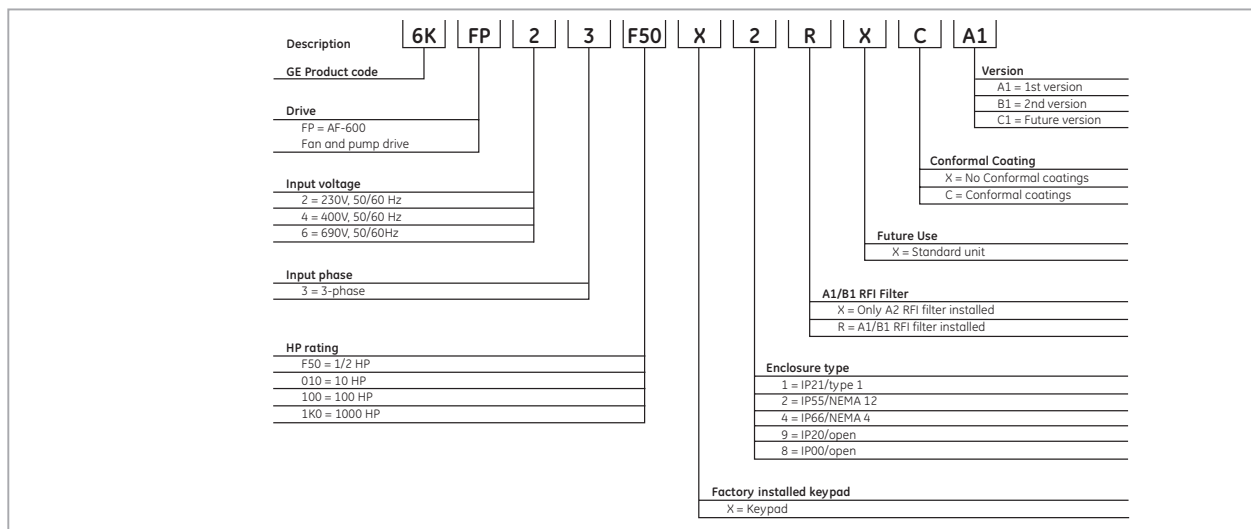 Description 6K FP 2 3 F50 X 2 R X C A1
GE Product code
Drive
FP = AF-600
Fan and pump drive
Input voltage
2 = 230V, 50/60 Hz
4 = 400V, 50/60 Hz
6 = 690V, 50/60Hz
Input phase
3 = 3-phase
HP rating
F50 = 1/2 HP
010 = 10 HP
100 = 100 HP
1K0 = 1000 HP
Version
A1 = 1st version
B1 = 2nd version
C1 = Future version
Conformal Coating
X = No Conformal coatings
C = Conformal coatings
Future Use
X = Standard unit
A1/B1 RFI Filter
X = Only A2 RFI filter installed
R = A1/B1 RFI filter installed
Enclosure type
1 = IP21/type 1
2 = IP55/NEMA 12
4 = IP66/NEMA 4
9 = IP20/open
8 = IP00/open
Factory installed keypad
X = Keypad